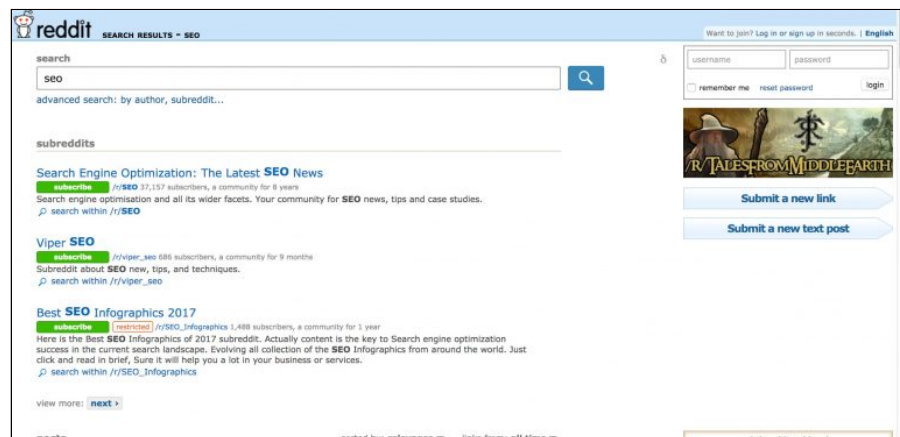 reddit SEARCH RESULTS - SEO
Want to join? Log in or sign up in seconds. | English
search
seo
advanced search: by author, subreddit...
username password
remember me reset password login
/R/TALESFROMMIDDLEEARTH
Submit a new link
Submit a new text post
subreddits
Search Engine Optimization: The Latest SEO News
subscribe /r/SEO 37,157 subscribers, a community for 8 years
Search engine optimisation and all its wider facets. Your community for SEO news, tips and case studies.
search within /r/SEO
Viper SEO
subscribe /r/viper_seo 686 subscribers, a community for 9 months
Subreddit about SEO new, tips, and techniques.
search within /r/viper_seo
Best SEO Infographics 2017
subscribe restricted /r/SEO_Infographics 1,488 subscribers, a community for 1 year
Here is the Best SEO Infographics of 2017 subreddit. Actually content is the key to Search engine optimization
success in the current search landscape. Evolving all collection of the SEO Infographics from around the world. Just
click and read in brief, Sure it will help you a lot in your business or services.
search within /r/SEO_Infographics
view more: next ›